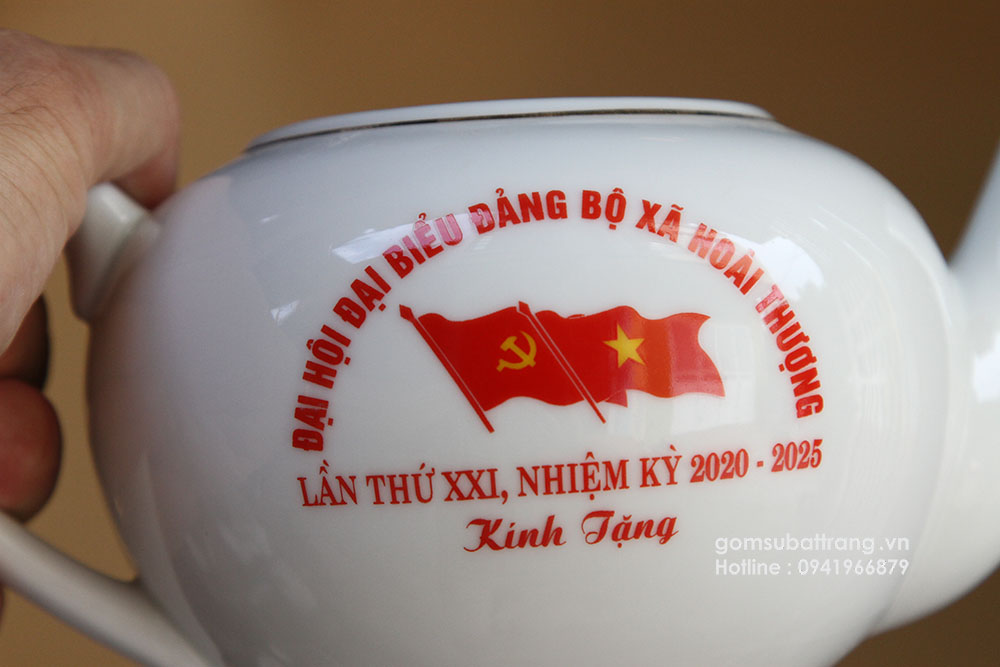 ĐẠI HỘI ĐẠI BIỂU ĐẢNG BỘ XÃ HOÀI THƯỢNG
LẦN THỨ XXI, NHIỆM KỲ 2020 - 2025
Kính Tặng
gomsubattrang.vn
Hotline : 0941966879